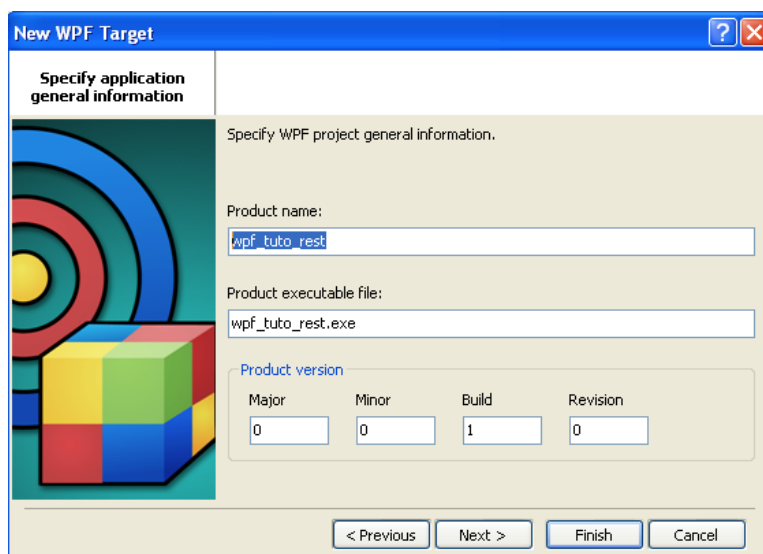 New WPF Target
Specify application
general information
Specify WPF project general information.
Product name:
wpf_tuto_rest
Product executable file:
wpf_tuto_rest.exe
Product version
Major Minor Build Revision
0 0 1 0
< Previous Next > Finish Cancel